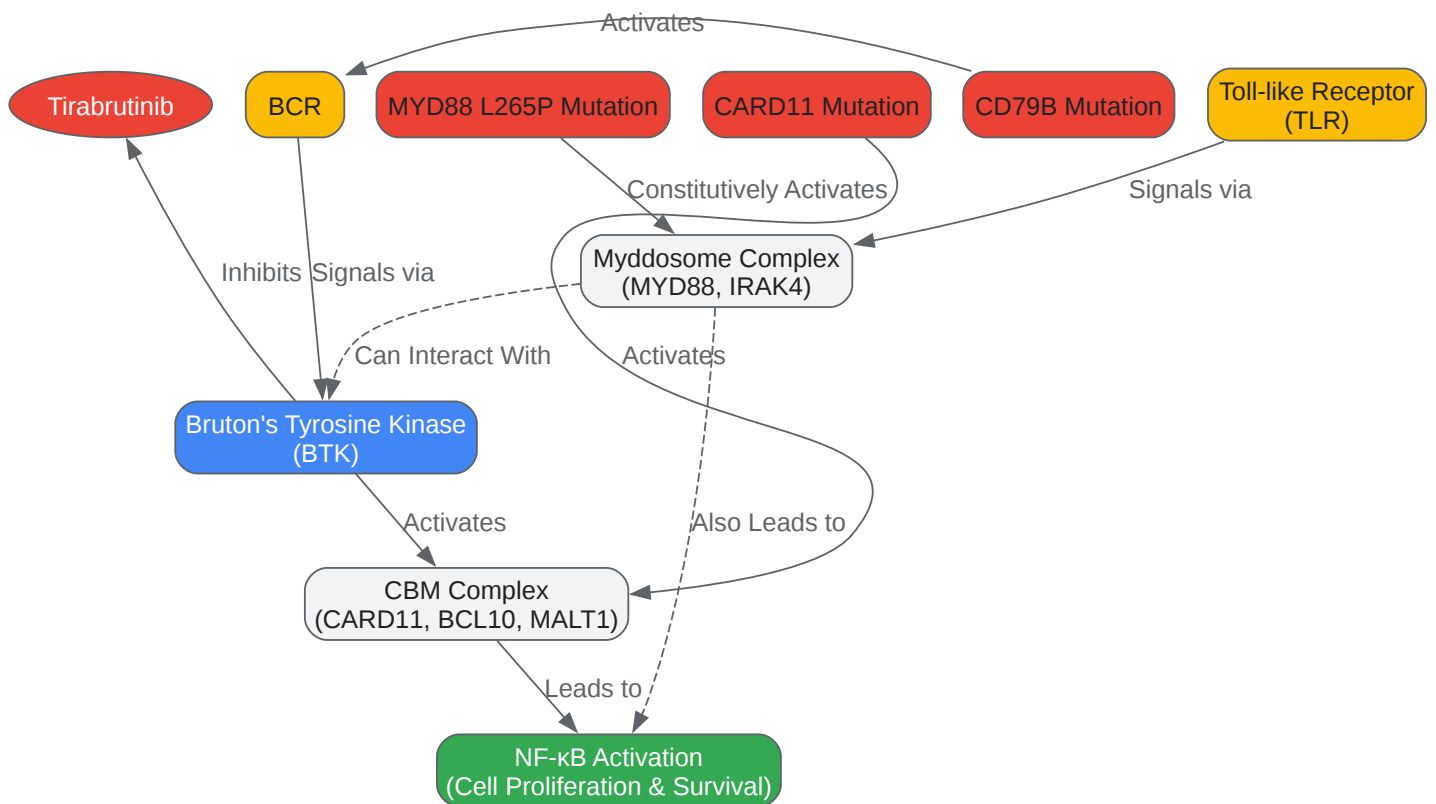 Activates
Tirabrutinib
BCR
MYD88 L265P Mutation
CARD11 Mutation
CD79B Mutation
Toll-like Receptor
(TLR)
Constitutively Activates
Signals via
Myddosome Complex
(MYD88, IRAK4)
Inhibits
Signals via
Can Interact With
Activates
Bruton's Tyrosine Kinase
(BTK)
Activates
Also Leads to
CBM Complex
(CARD11, BCL10, MALT1)
Leads to
NF-κB Activation
(Cell Proliferation & Survival)